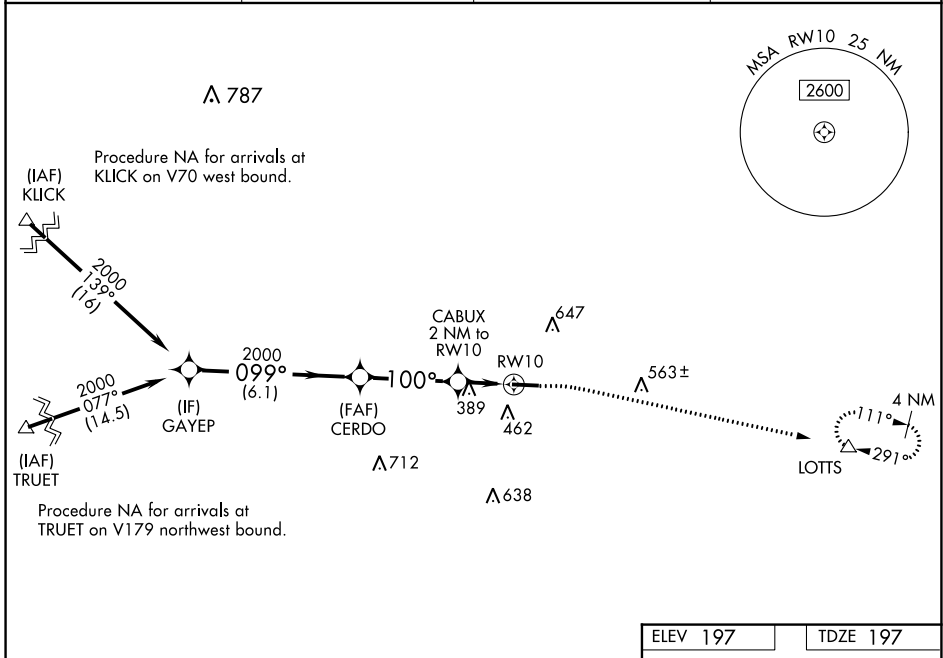 MSA RW10 25 NM
2600
787
Procedure NA for arrivals at
KLICK on V70 west bound.
(IAF)
KLICK
2000
139°
(16)
CABUX
2 NM to
RW10
647
RW10
2000
099°
(6.1)
100°
563±
4 NM
2000
077°
(14.5)
(IF)
GAYEP
(FAF)
CERDO
389
462
111°
291°
LOTTS
(IAF)
TRUET
712
638
Procedure NA for arrivals at
TRUET on V179 northwest bound.
ELEV 197
TDZE 197